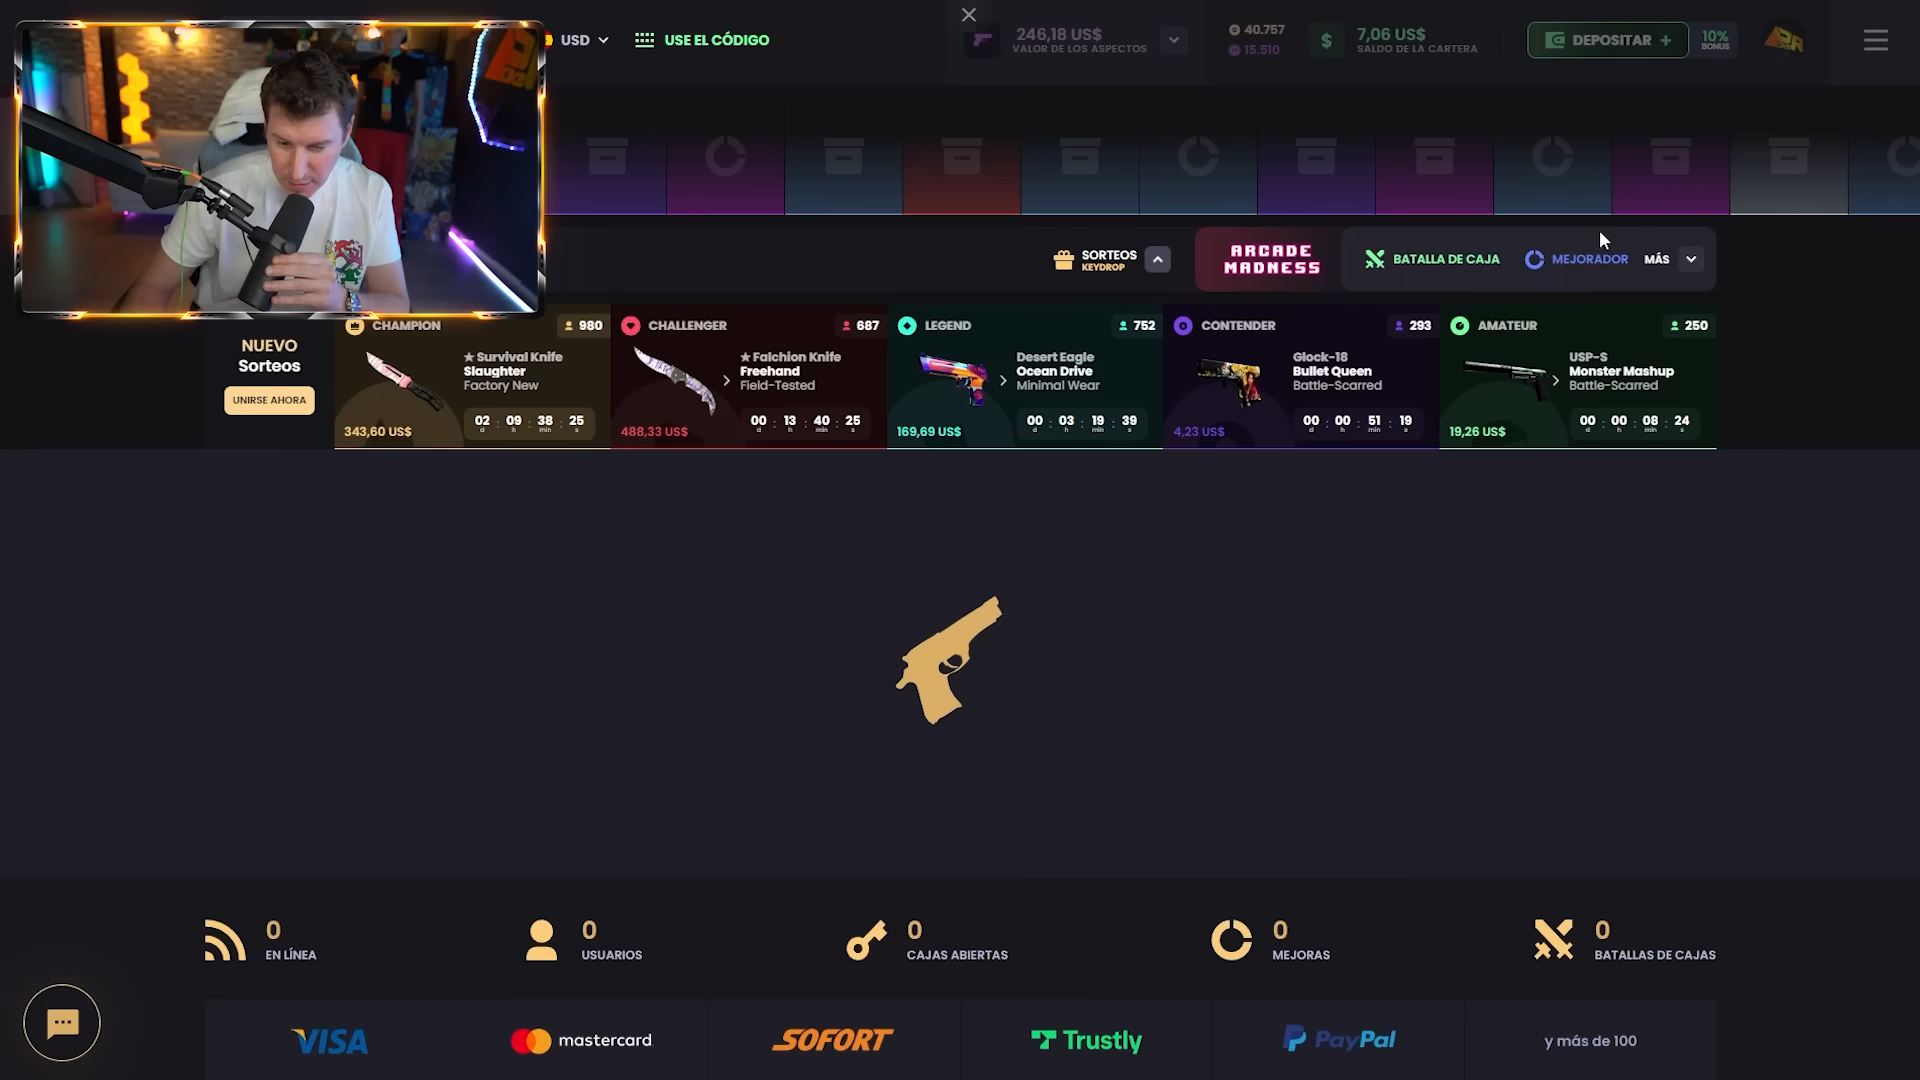 USD
USE EL CÓDIGO
246,18 US$
VALOR DE LOS ASPECTOS
40.757
15.510
$
7,06 US$
SALDO DE LA CARTERA
DEPOSITAR +
10%
BONUS
SORTEOS
KEYDROP
ARCADE
MADNESS
BATALLA DE CAJA
MEJORADOR
MÁS
NUEVO
Sorteos
UNIRSE AHORA
CHAMPION
980
★ Survival Knife
Slaughter
Factory New
343,60 US$
02 : 09 : 38 : 25
d h min s
CHALLENGER
687
★ Falchion Knife
Freehand
Field-Tested
488,33 US$
00 : 13 : 40 : 25
d h min s
LEGEND
752
Desert Eagle
Ocean Drive
Minimal Wear
169,69 US$
00 : 03 : 19 : 39
d h min s
CONTENDER
293
Glock-18
Bullet Queen
Battle-Scarred
4,23 US$
00 : 00 : 51 : 19
d h min s
AMATEUR
250
USP-S
Monster Mashup
Battle-Scarred
19,26 US$
00 : 00 : 08 : 24
d h min s
0
EN LÍNEA
0
USUARIOS
0
CAJAS ABIERTAS
0
MEJORAS
0
BATALLAS DE CAJAS
VISA
mastercard
SOFORT
Trustly
PayPal
y más de 100